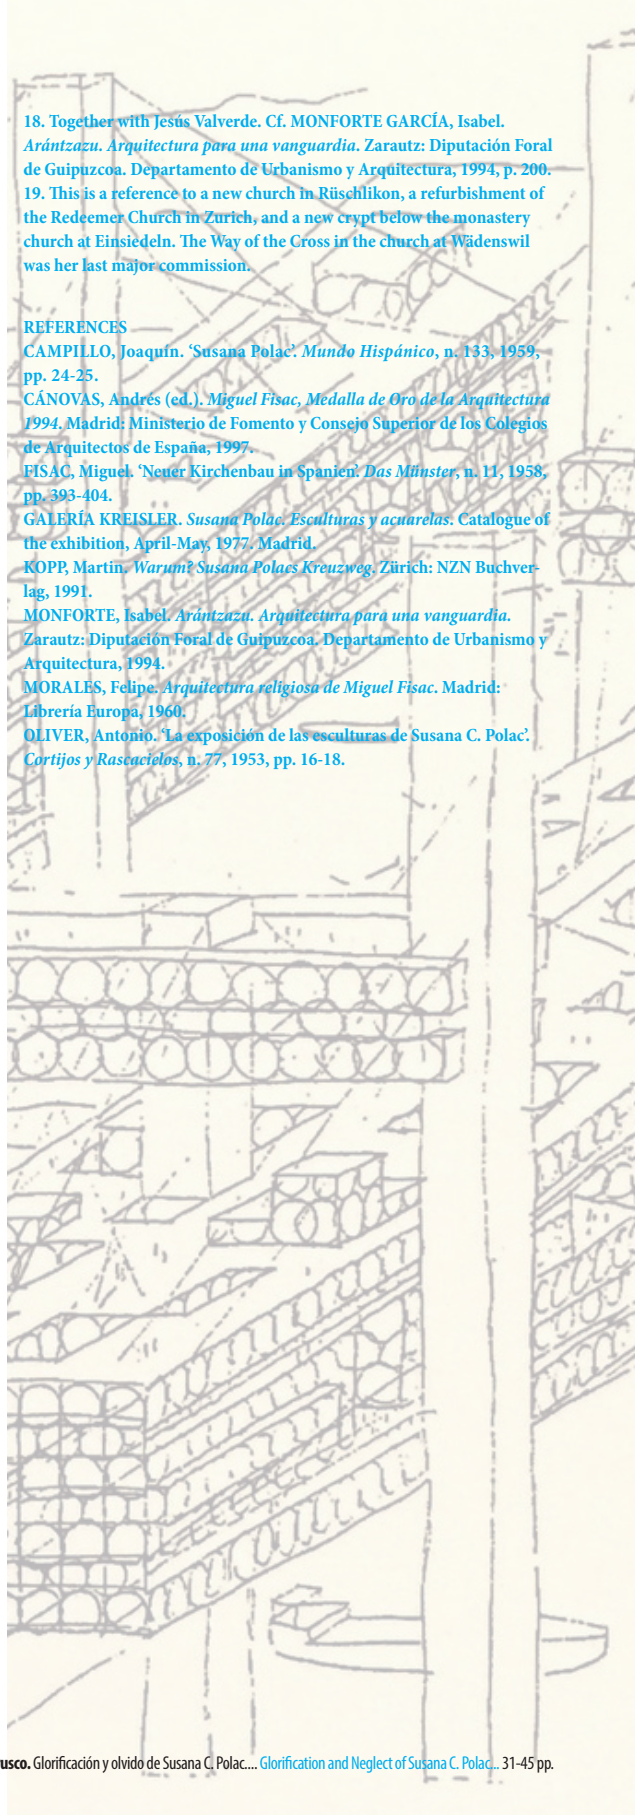 18. Together with Jesús Valverde. Cf. MONFORTE GARCÍA, Isabel.
Arántzazu. Arquitectura para una vanguardia. Zarautz: Diputación Foral
de Guipuzcoa. Departamento de Urbanismo y Arquitectura, 1994, p. 200.
19. This is a reference to a new church in Rüschlikon, a refurbishment of
the Redeemer Church in Zurich, and a new crypt below the monastery
church at Einsiedeln. The Way of the Cross in the church at Wädenswil
was her last major commission.
REFERENCES
CAMPILLO, Joaquín. ‘Susana Polac’. Mundo Hispánico, n. 133, 1959,
pp. 24-25.
CÁNOVAS, Andrés (ed.). Miguel Fisac, Medalla de Oro de la Arquitectura
1994. Madrid: Ministerio de Fomento y Consejo Superior de los Colegios
de Arquitectos de España, 1997.
FISAC, Miguel. ‘Neuer Kirchenbau in Spanien’. Das Münster, n. 11, 1958,
pp. 393-404.
GALERÍA KREISLER. Susana Polac. Esculturas y acuarelas. Catalogue of
the exhibition, April-May, 1977. Madrid.
KOPP, Martin. Warum? Susana Polacs Kreuzweg. Zürich: NZN Buchver-
lag, 1991.
MONFORTE, Isabel. Arántzazu. Arquitectura para una vanguardia.
Zarautz: Diputación Foral de Guipuzcoa. Departamento de Urbanismo y
Arquitectura, 1994.
MORALES, Felipe. Arquitectura religiosa de Miguel Fisac. Madrid:
Librería Europa, 1960.
OLIVER, Antonio. ‘La exposición de las esculturas de Susana C. Polac’.
Cortijos y Rascacielos, n. 77, 1953, pp. 16-18.
usco. Glorificación y olvido de Susana C. Polac.... Glorification and Neglect of Susana C. Polac... 31-45 pp.